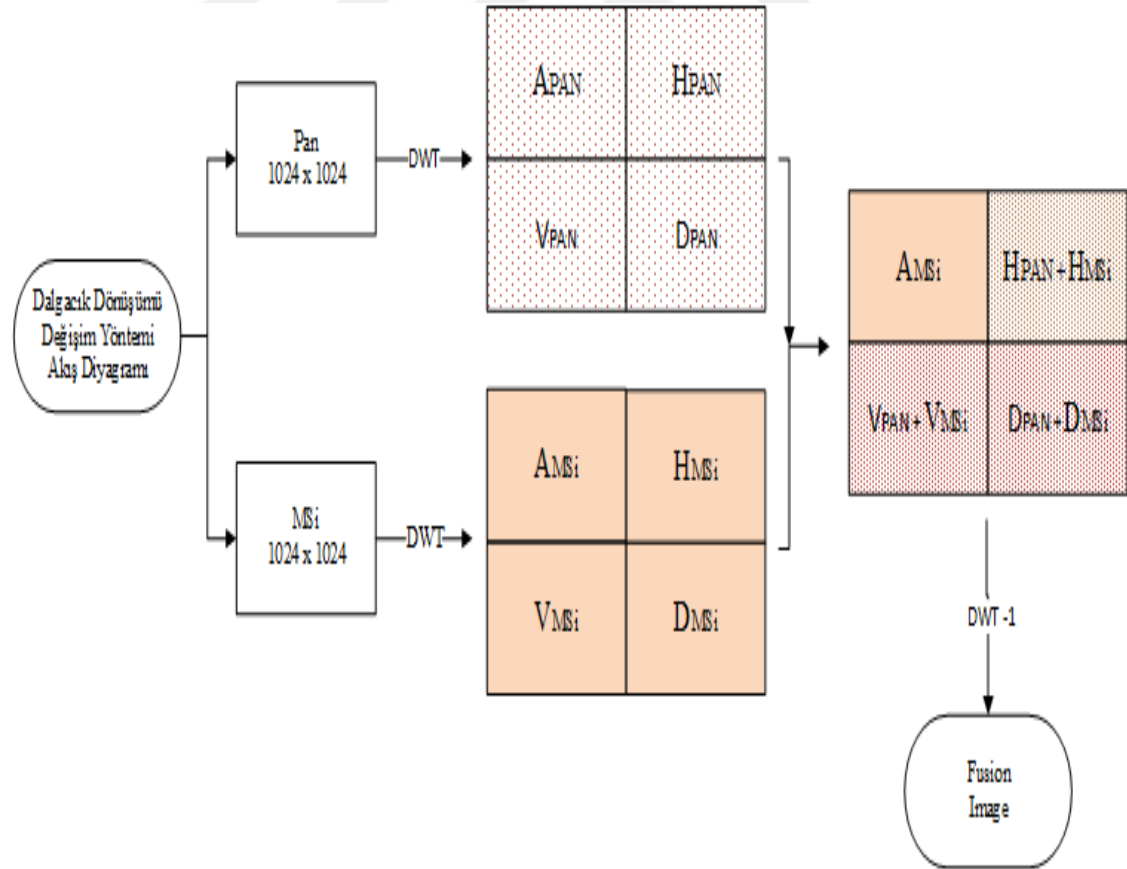 Dalgacık Dönüşümü
Değişim Yöntemi
Akış Diyagramı
Pan
1024 x 1024
DWT
APAN
HPAN
VPAN
DPAN
MSi
1024 x 1024
DWT
AMSi
HMSi
VMSi
DMSi
AMSi
HPAN+HMSi
VPAN+VMSi
DPAN+DMSi
DWT -1
Fusion
Image